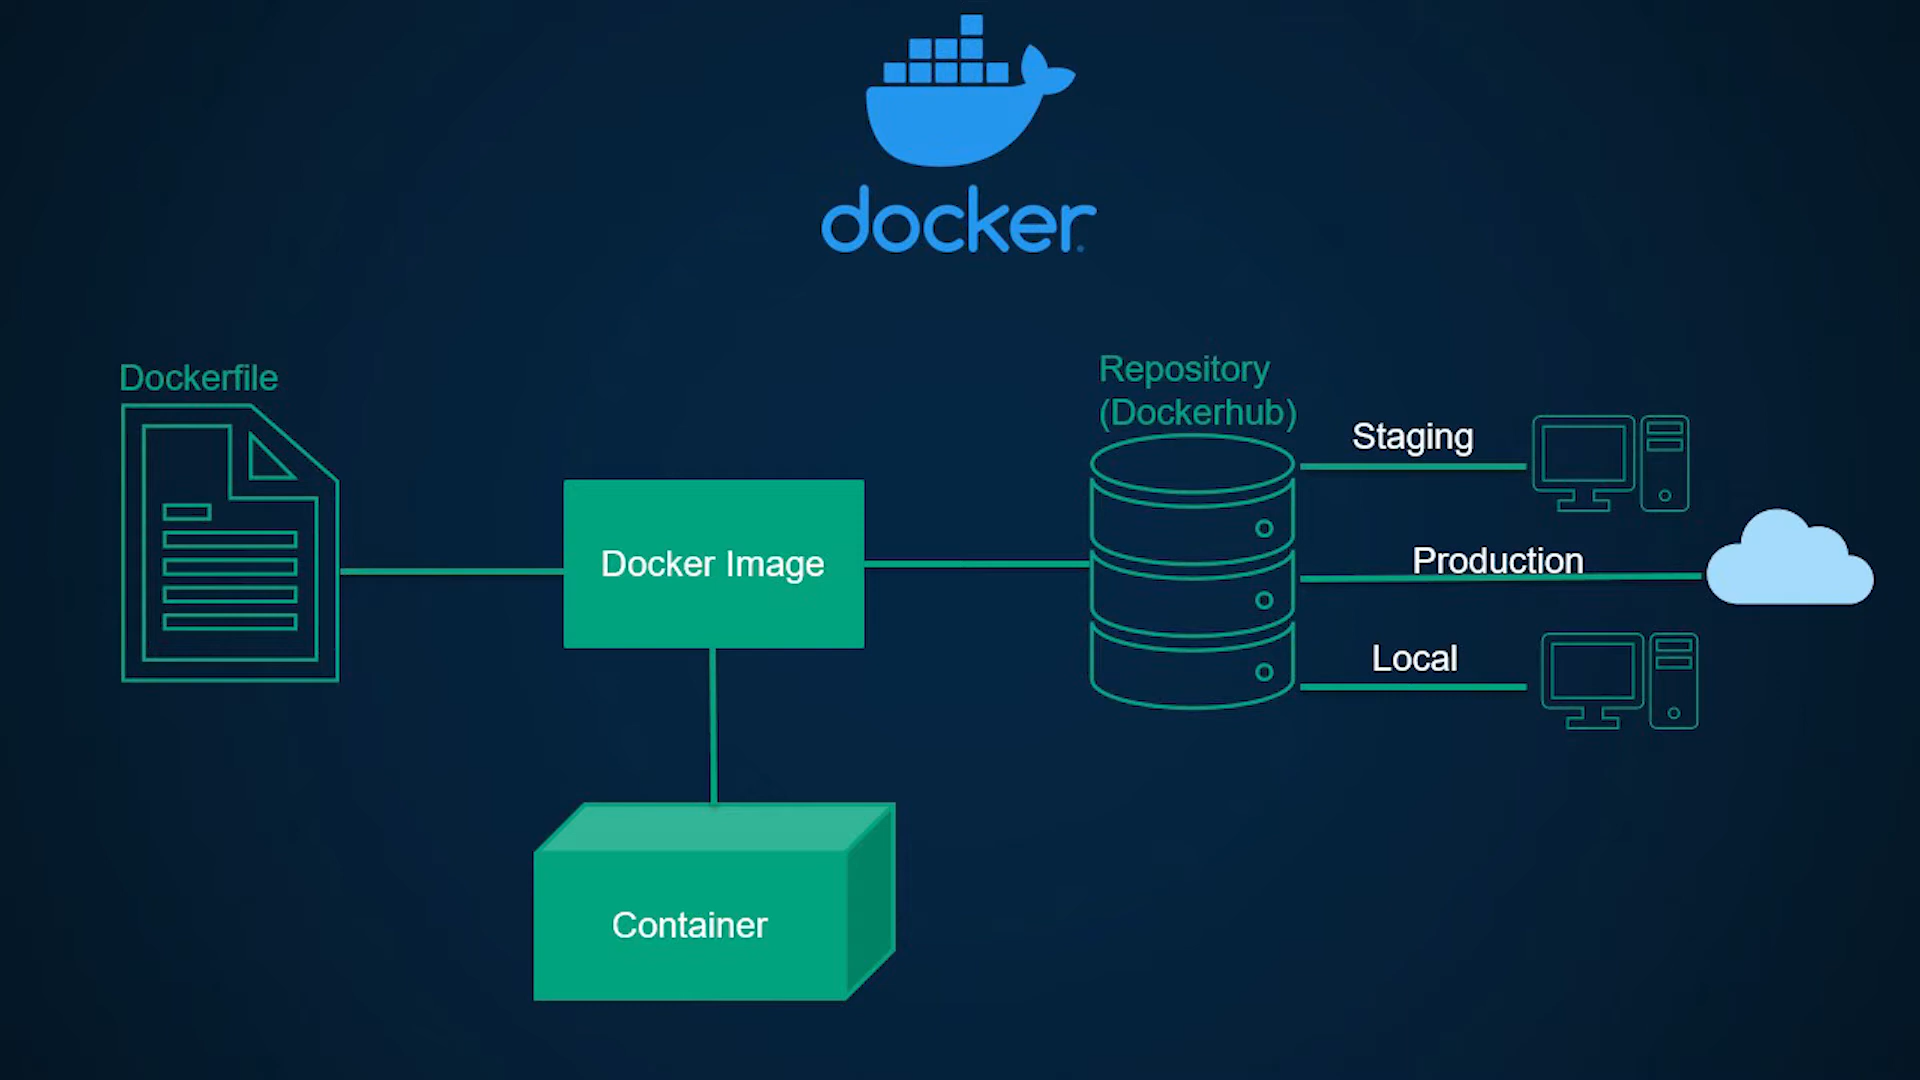 docker
Dockerfile
Repository
(Dockerhub)
Staging
Docker Image
Production
Local
Container